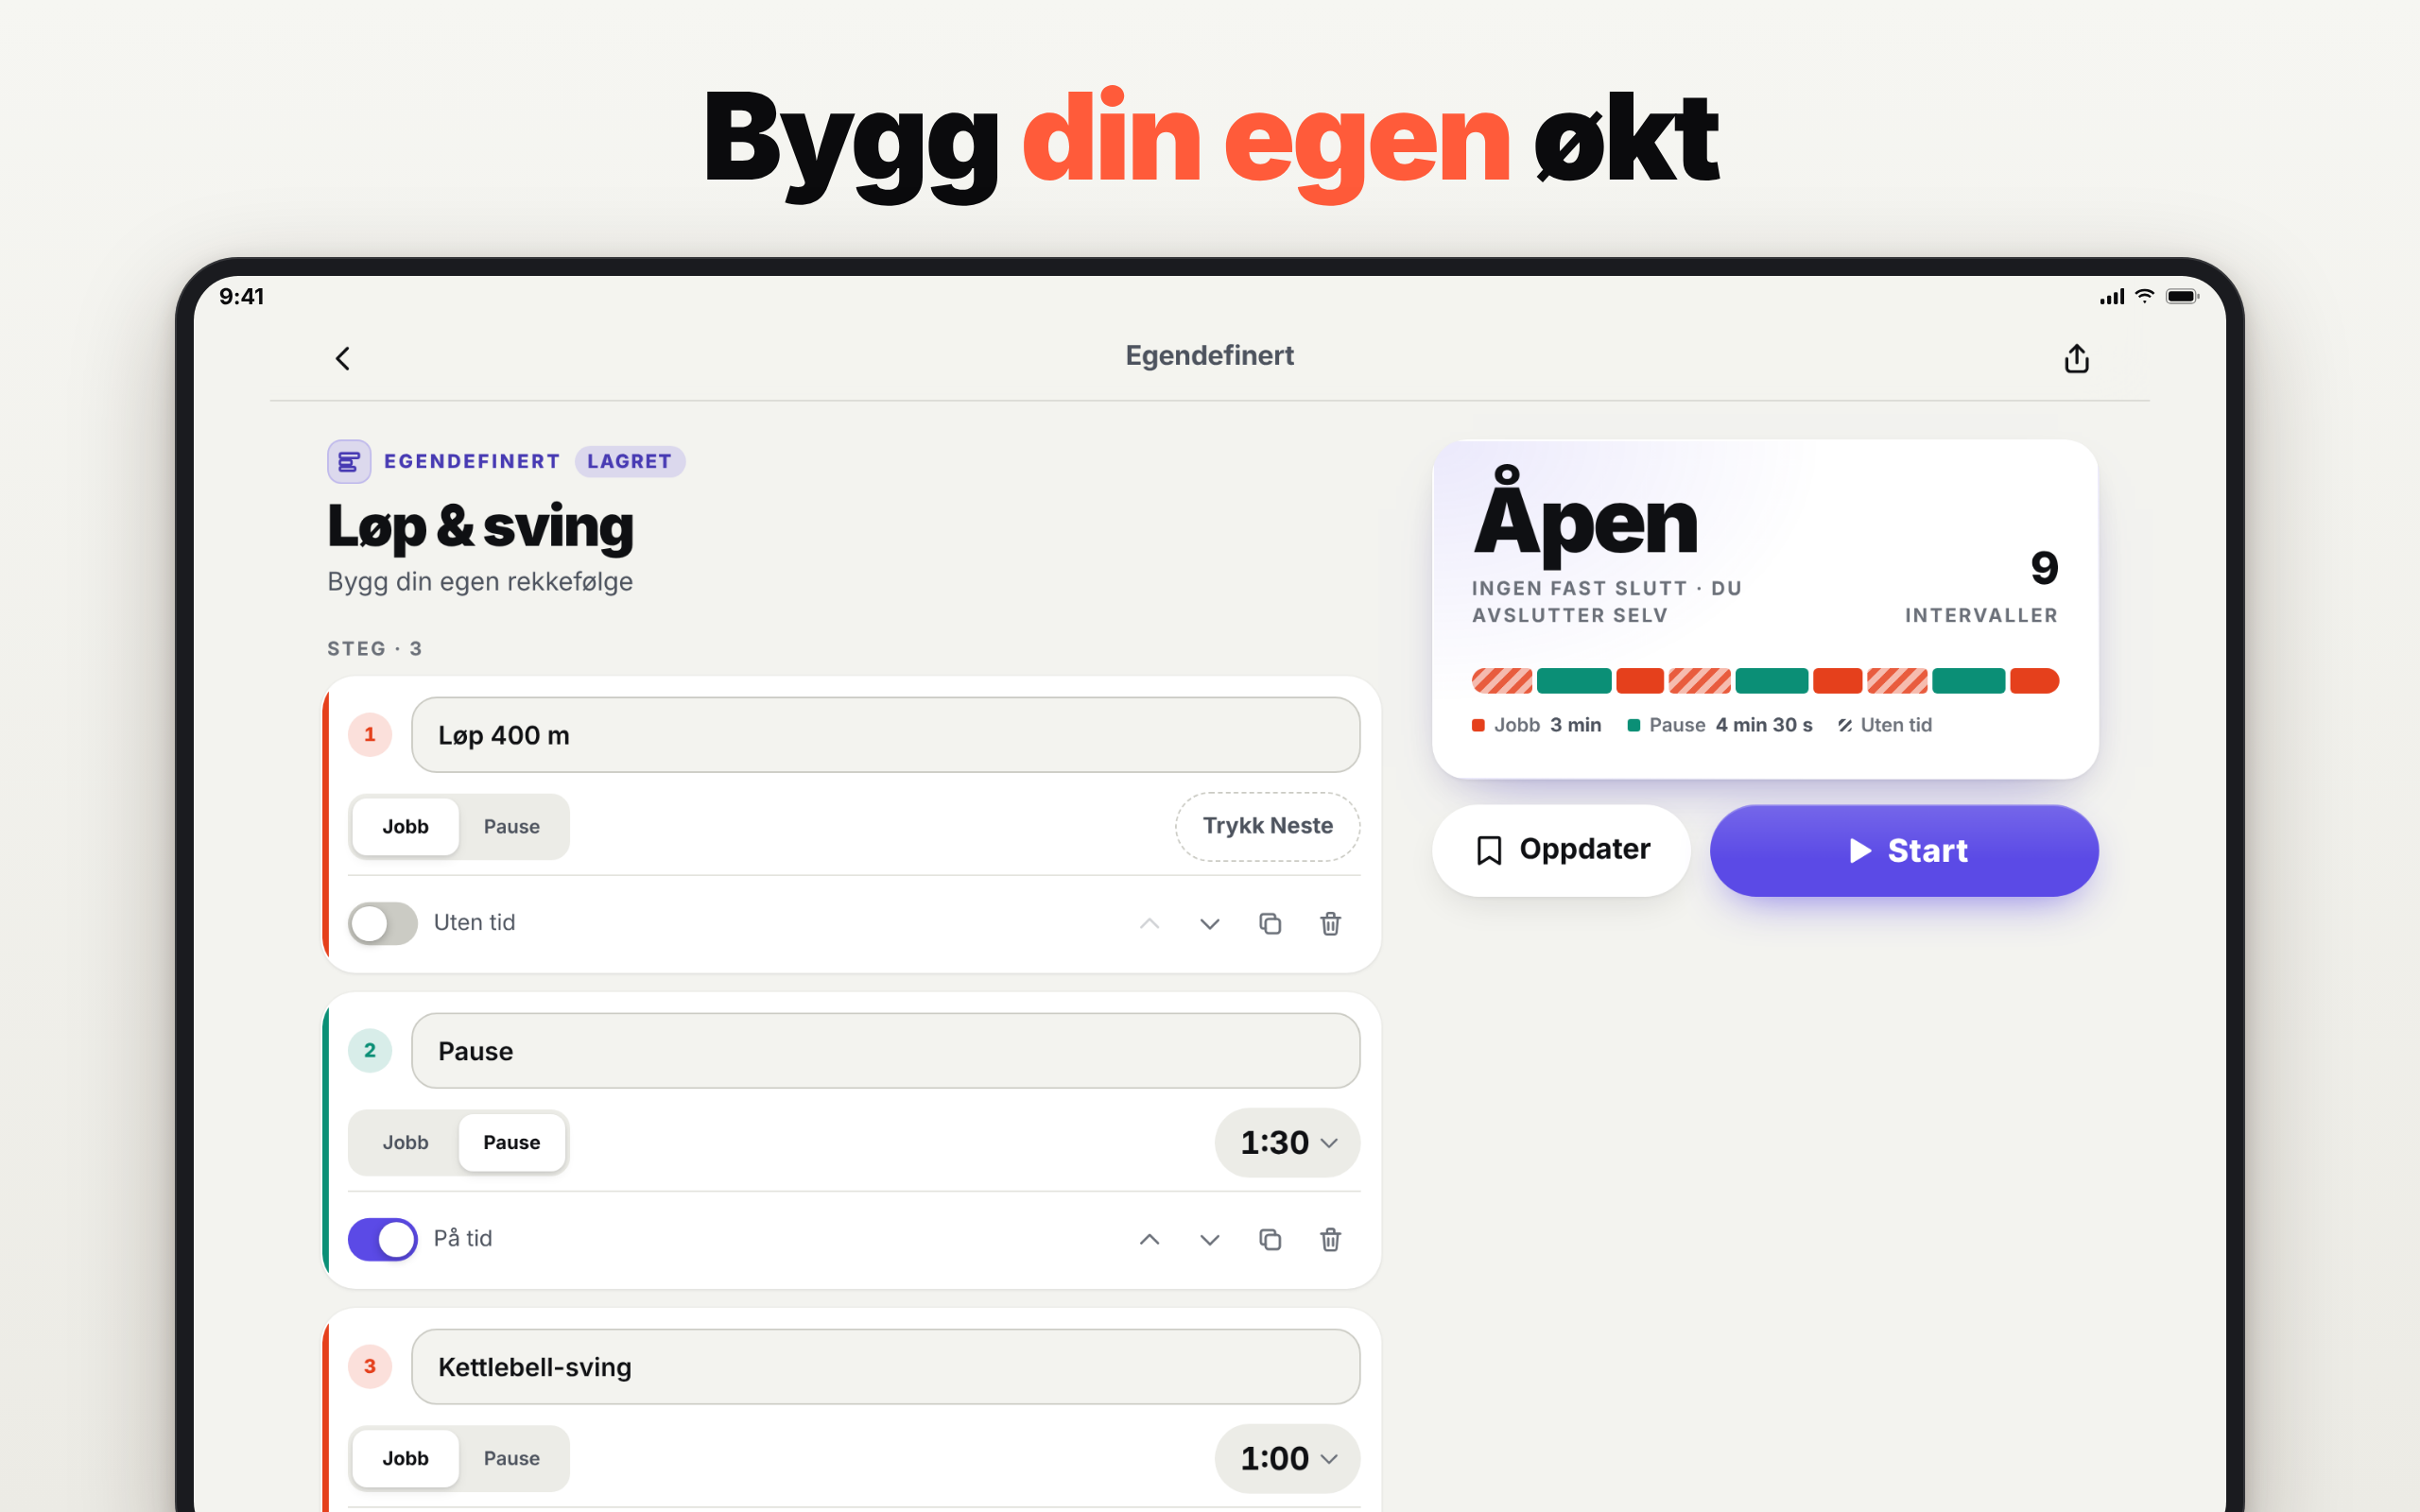 Bygg din egen økt
9:41
Egendefinert
EGENDEFINERT LAGRET
Løp & sving
Bygg din egen rekkefølge
STEG · 3
1 Løp 400 m
Jobb Pause Trykk Neste
Uten tid
2 Pause
Jobb Pause 1:30
På tid
3 Kettlebell-sving
Jobb Pause 1:00
Åpen
INGEN FAST SLUTT · DU
AVSLUTTER SELV
9
INTERVALLER
Jobb 3 min Pause 4 min 30 s Uten tid
Oppdater Start